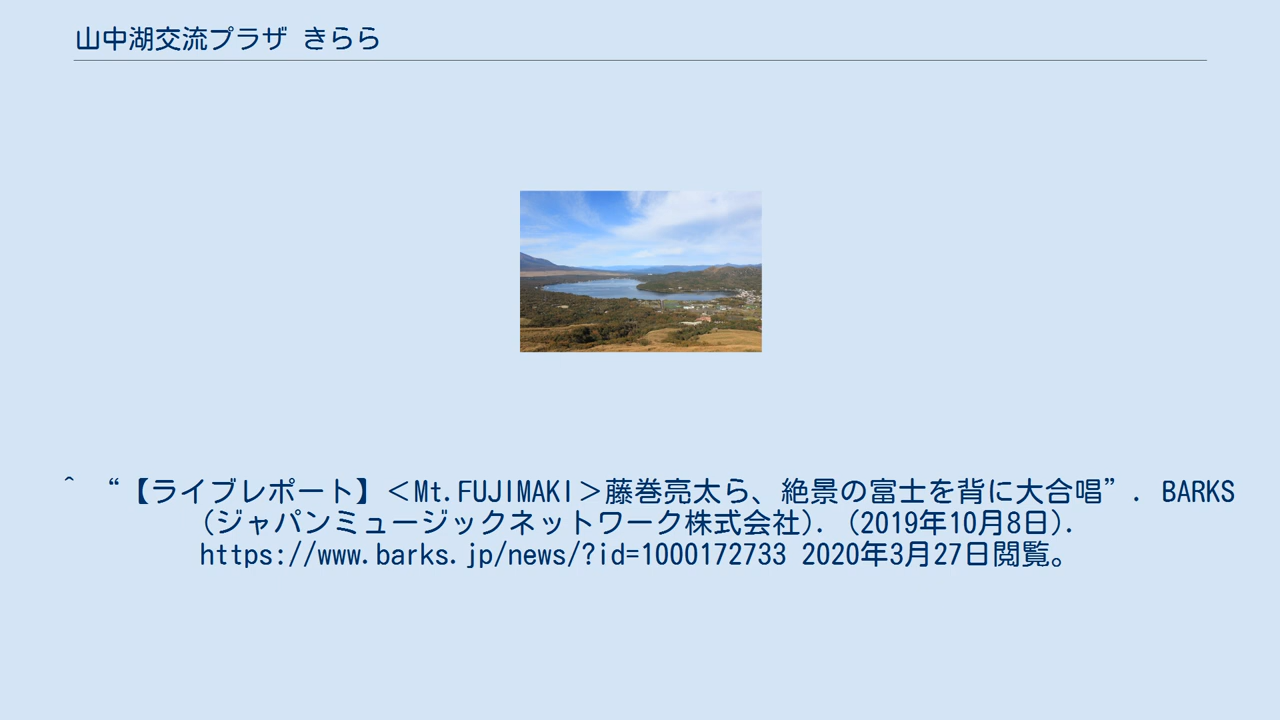 山中湖交流プラザ きらら
^ “【ライブレポート】＜Mt.FUJIMAKI＞藤巻亮太ら、絶景の富士を背に大合唱”. BARKS
(ジャパンミュージックネットワーク株式会社). (2019年10月8日).
https://www.barks.jp/news/?id=1000172733 2020年3月27日閲覧。